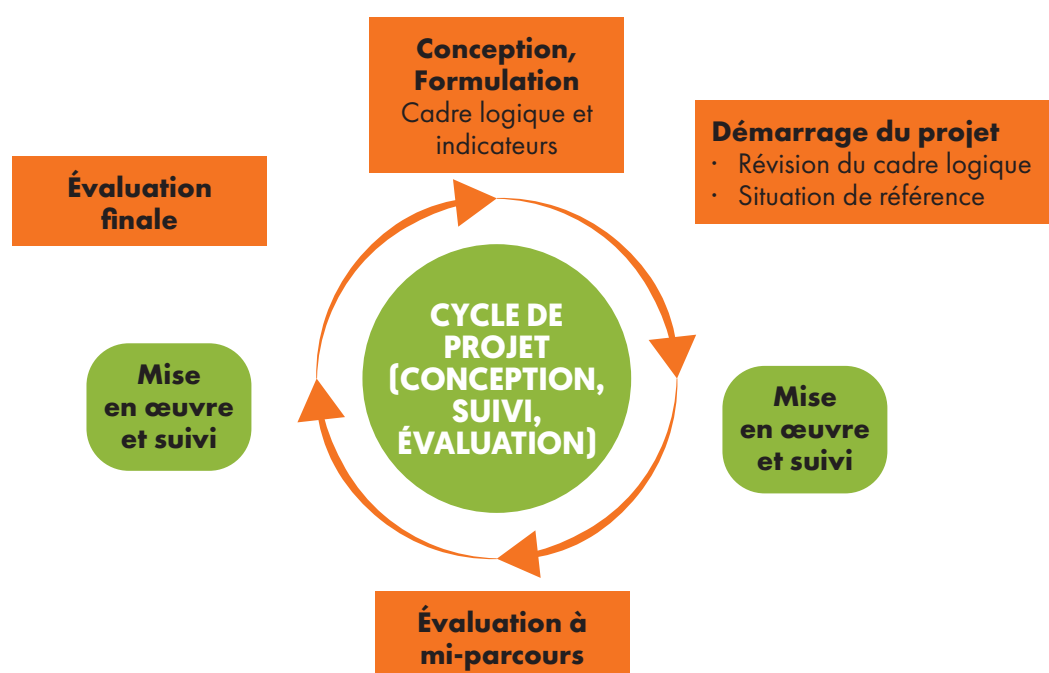 Conception,
Formulation
Cadre logique et
indicateurs
Démarrage du projet
· Révision du cadre logique
· Situation de référence
Évaluation
finale
CYCLE DE
PROJET
(CONCEPTION,
SUIVI,
ÉVALUATION)
Mise
en œuvre
et suivi
Mise
en œuvre
et suivi
Évaluation à
mi-parcours